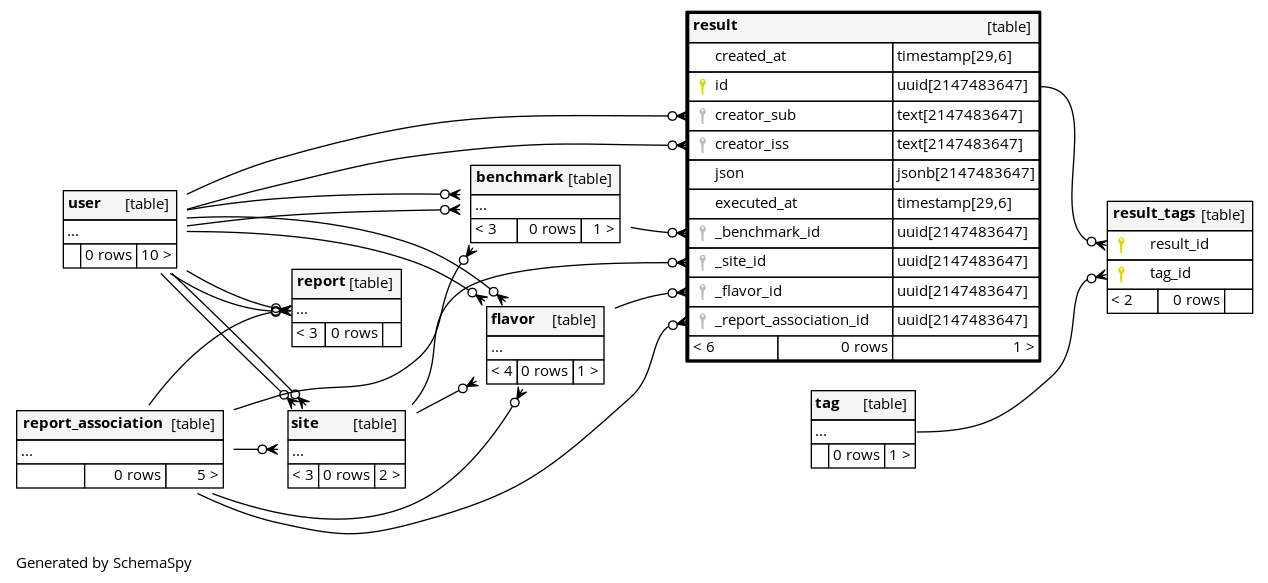 result [table]
created_at timestamp[29,6]
id uuid[2147483647]
creator_sub text[2147483647]
creator_iss text[2147483647]
json jsonb[2147483647]
executed_at timestamp[29,6]
_benchmark_id uuid[2147483647]
_site_id uuid[2147483647]
_flavor_id uuid[2147483647]
_report_association_id uuid[2147483647]
< 6 0 rows 1 >
benchmark [table]
...
< 3 0 rows 1 >
user [table]
...
0 rows 10 >
result_tags [table]
result_id
tag_id
< 2 0 rows
report [table]
...
< 3 0 rows
flavor [table]
...
< 4 0 rows 1 >
tag [table]
...
0 rows 1 >
report_association [table]
...
0 rows 5 >
site [table]
...
< 3 0 rows 2 >
Generated by SchemaSpy